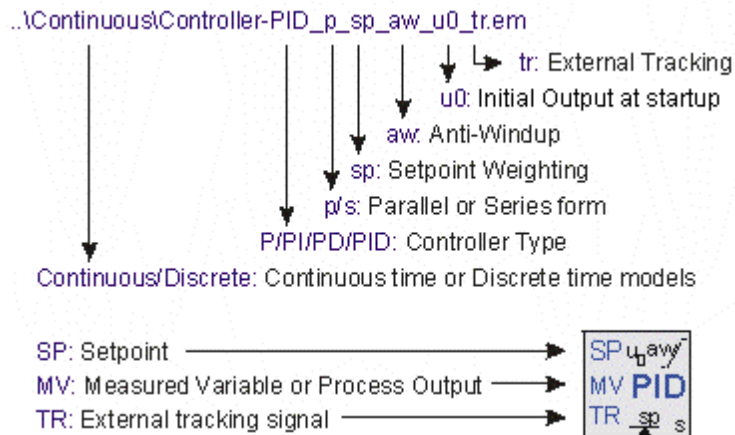 ..\Continuous\Controller-PID_p_sp_aw_u0_tr.em
tr: External Tracking
u0: Initial Output at startup
aw: Anti-Windup
sp: Setpoint Weighting
p/s: Parallel or Series form
P/PI/PD/PID: Controller Type
Continuous/Discrete: Continuous time or Discrete time models
SP: Setpoint
MV: Measured Variable or Process Output
TR: External tracking signal
SP u0 aw
MV PID
TR sp s